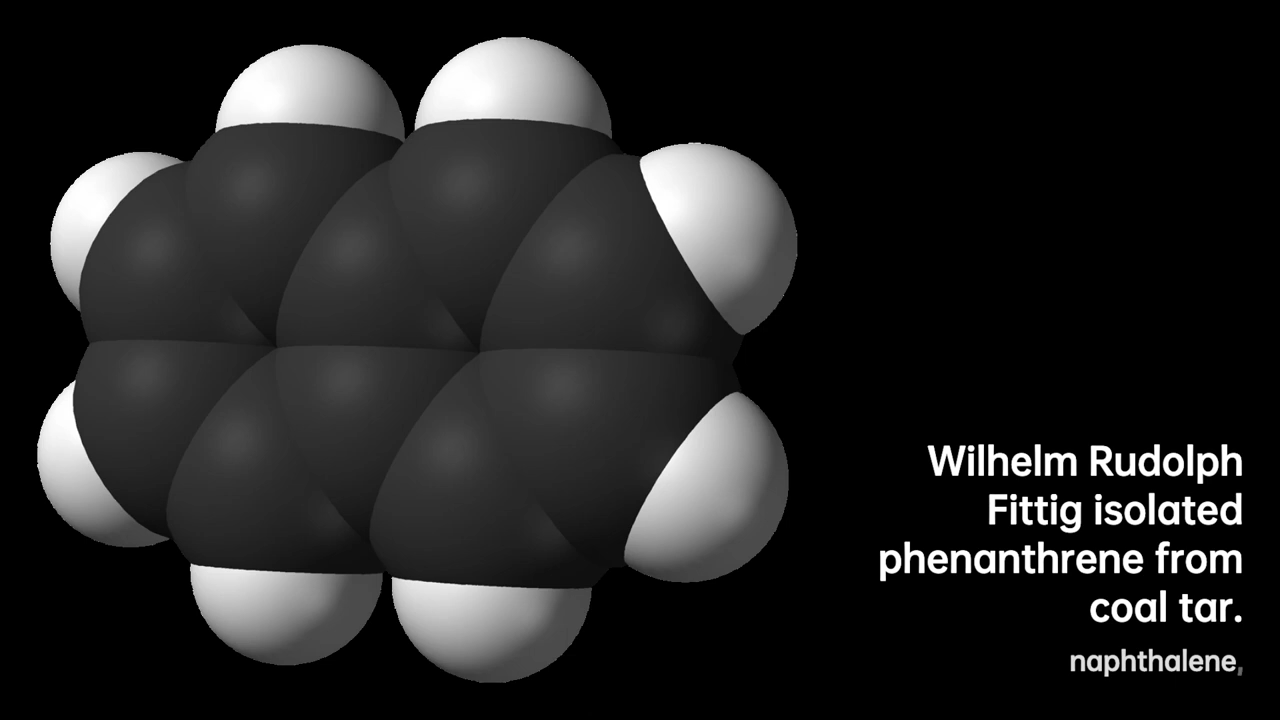 Wilhelm Rudolph
Fittig isolated
phenanthrene from
coal tar.
naphthalene,